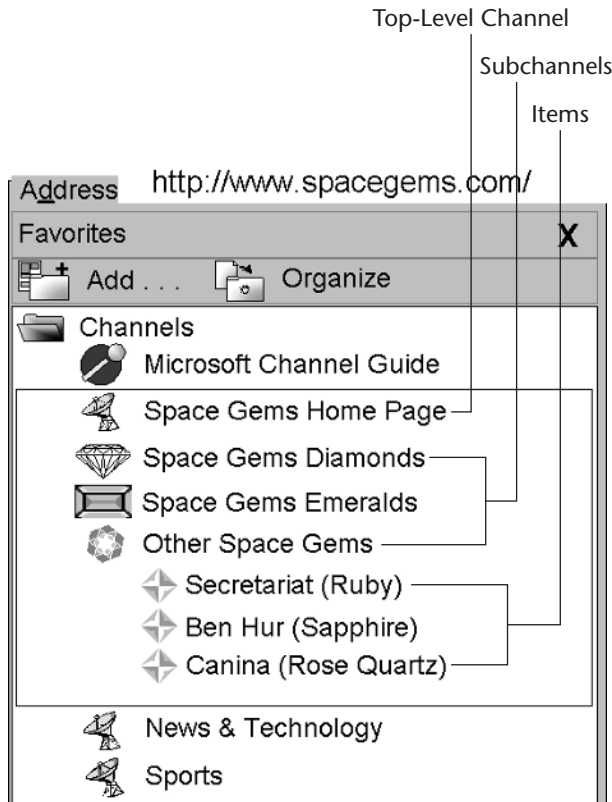 Top-Level Channel
Subchannels
Items
Address http://www.spacegems.com/
Favorites X
Add . . . Organize
Channels
Microsoft Channel Guide
Space Gems Home Page
Space Gems Diamonds
Space Gems Emeralds
Other Space Gems
Secretariat (Ruby)
Ben Hur (Sapphire)
Canina (Rose Quartz)
News & Technology
Sports